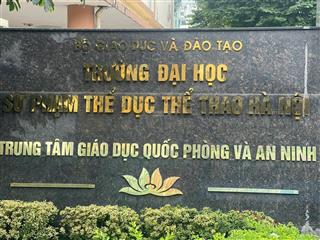 BỘ GIÁO DỤC VÀ ĐÀO TẠO
TRƯỜNG ĐẠI HỌC
SƯ PHẠM THỂ DỤC THỂ THAO HÀ NỘI
TRUNG TÂM GIÁO DỤC QUỐC PHÒNG VÀ AN NINH